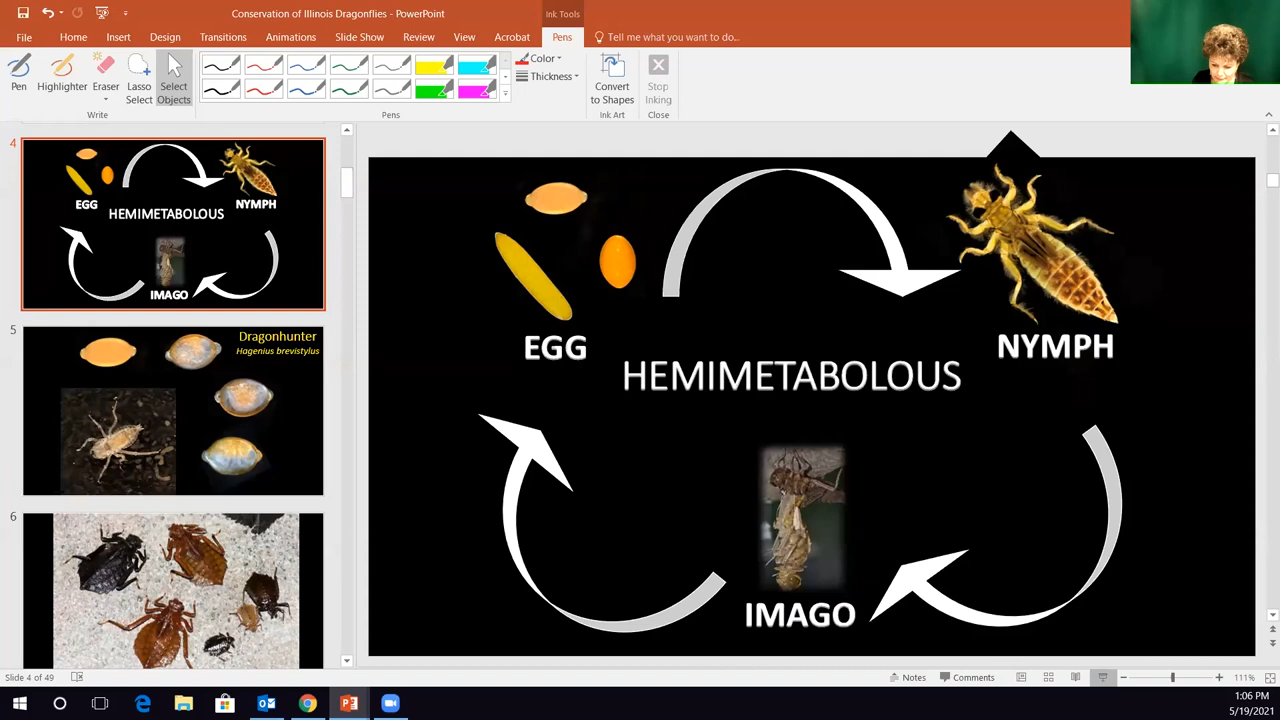 Conservation of Illinois Dragonflies - PowerPoint
Ink Tools
File
Home
Insert
Design
Transitions
Animations
Slide Show
Review
View
Acrobat
Pens
Tell me what you want to do...
Pen
Highlighter
Eraser
Lasso
Select
Select
Objects
Color
Thickness
Convert
to Shapes
Stop
Inking
Write
Pens
Ink Art
Close
4
EGG
NYMPH
HEMIMETABOLOUS
IMAGO
5
Dragonhunter
Hagenius brevistylus
6
EGG
NYMPH
HEMIMETABOLOUS
IMAGO
Slide 4 of 49
Notes
Comments
111%
1:06 PM
5/19/2021